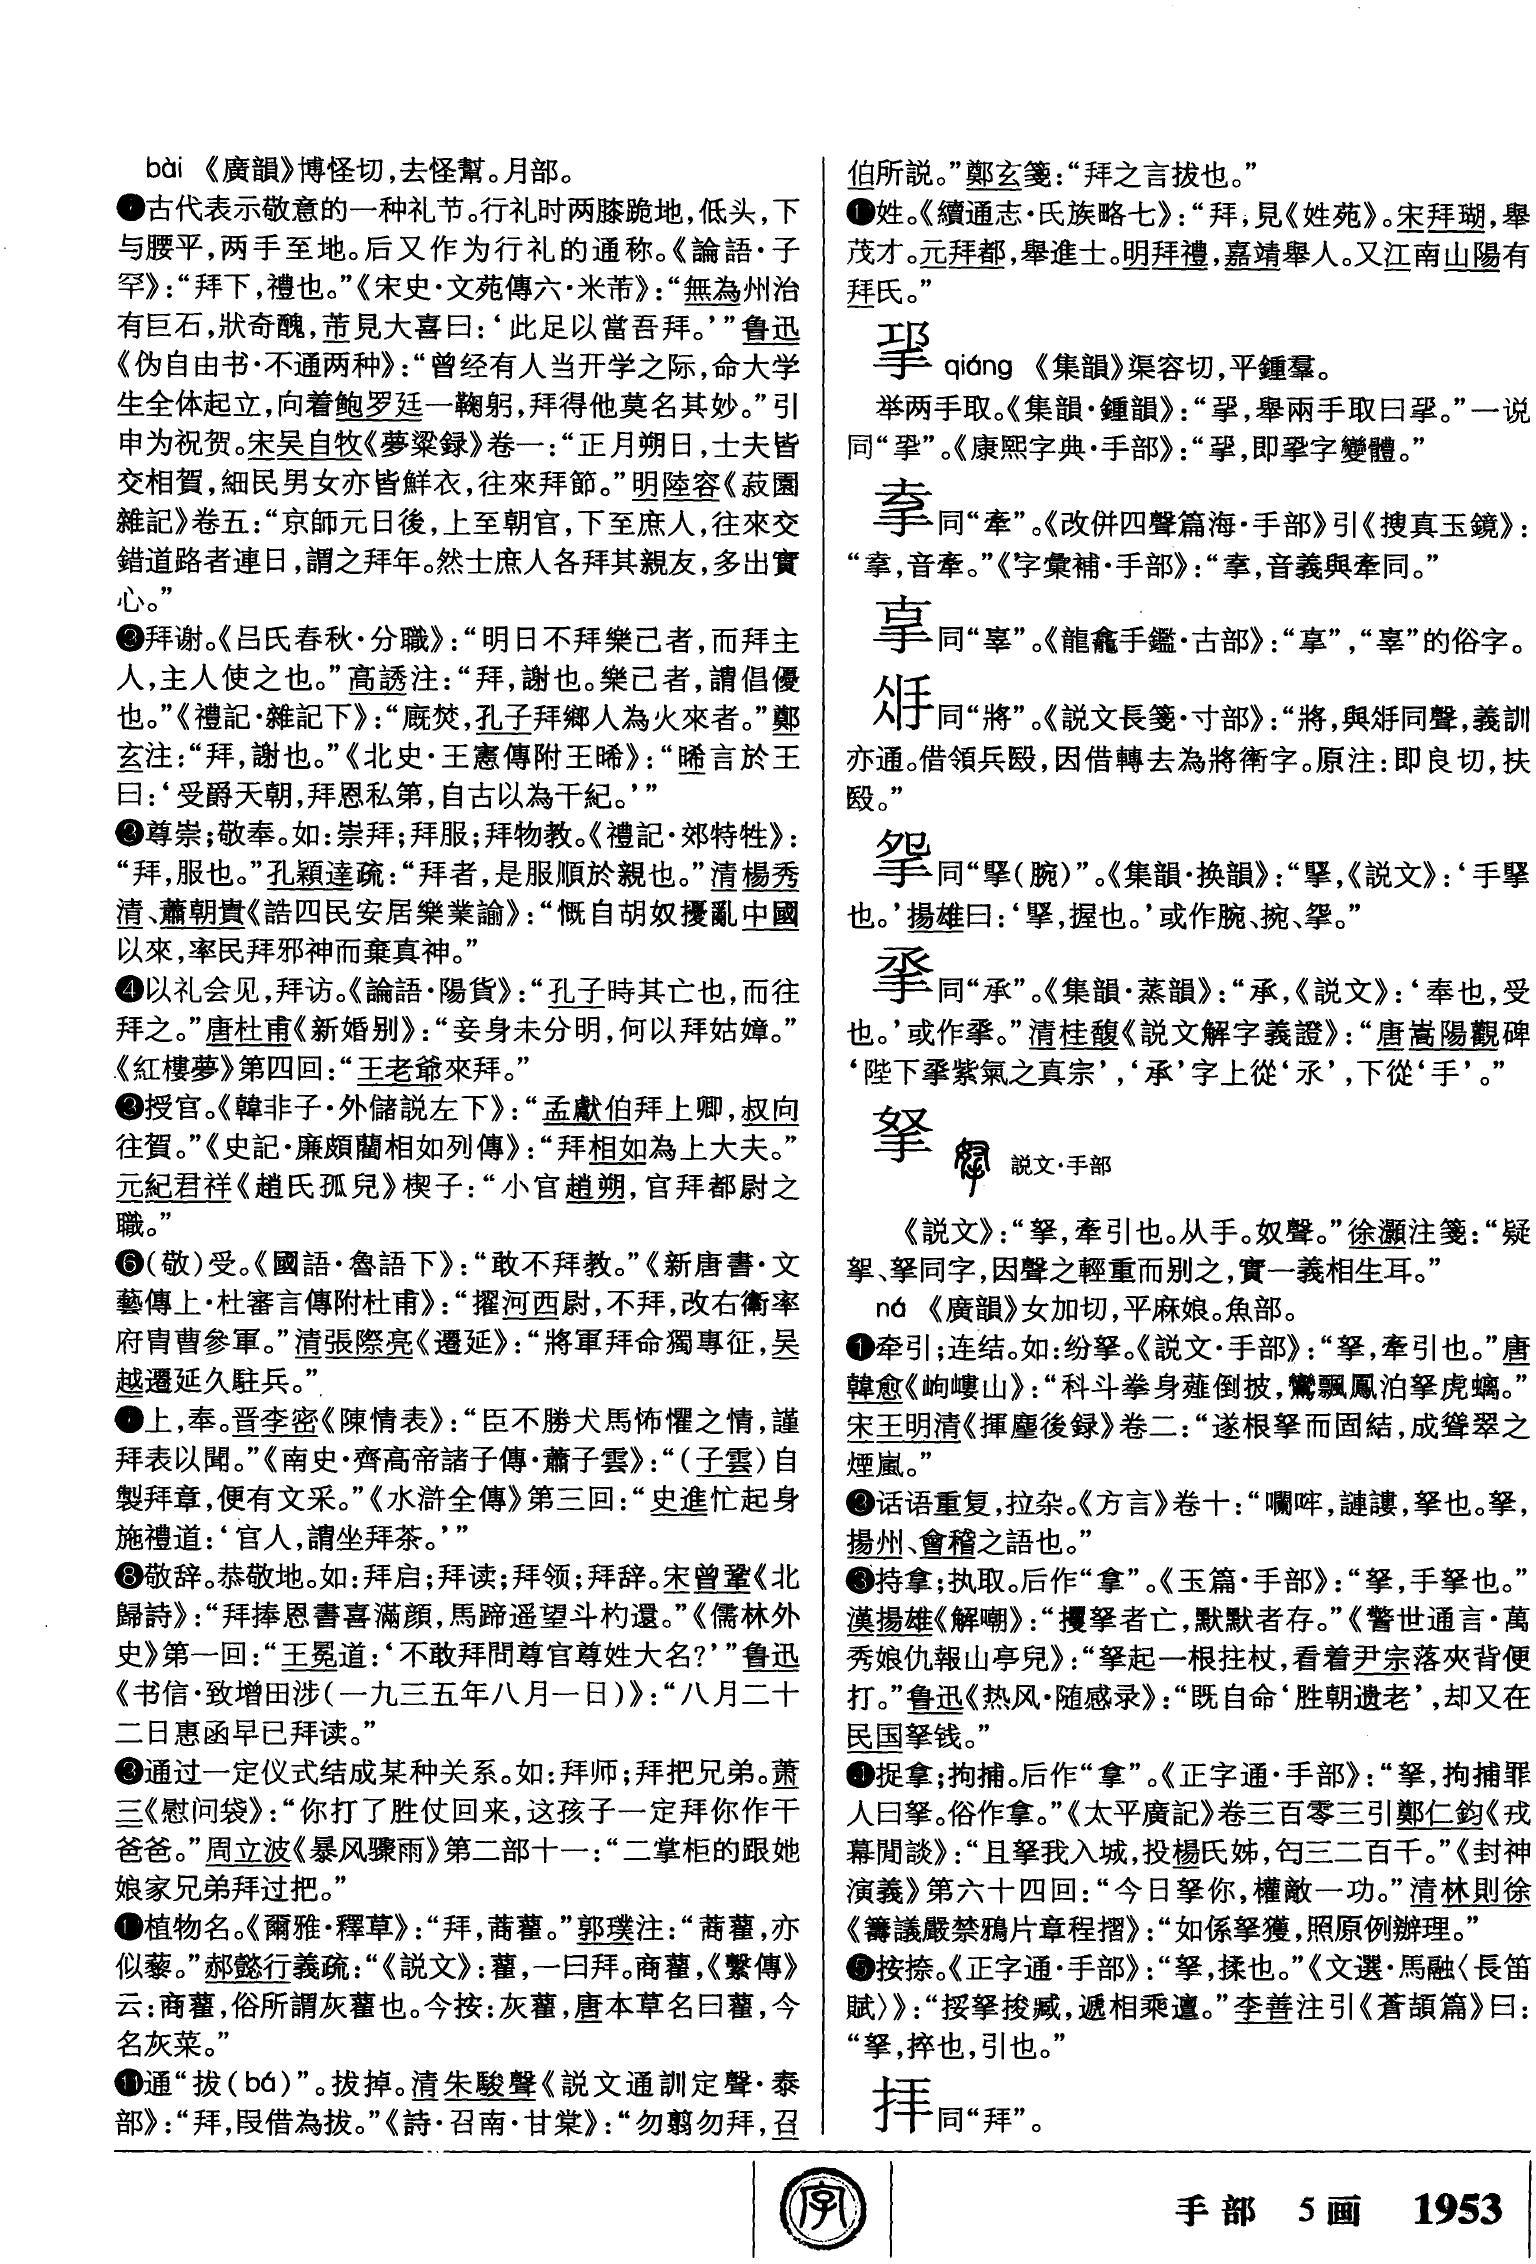 bài 《廣韻》博怪切,去怪幫。月部。
❶古代表示敬意的一种礼节。行礼时两膝跪地,低头,下
与腰平,两手至地。后又作为行礼的通称。《論語·子
罕》:“拜下,禮也。”《宋史·文苑傳六·米芾》:“無為州治
有巨石,狀奇醜,芾見大喜曰:‘此足以當吾拜。’”鲁迅
《伪自由书·不通两种》:“曾经有人当开学之际,命大学
生全体起立,向着鲍罗廷一鞠躬,拜得他莫名其妙。”引
申为祝贺。宋吴自牧《夢粱録》卷一:“正月朔日,士夫皆
交相賀,細民男女亦皆鮮衣,往來拜節。”明陸容《菽園
雜記》卷五:“京師元日後,上至朝官,下至庶人,往來交
錯道路者連日,謂之拜年。然士庶人各拜其親友,多出實
心。”
❷拜谢。《吕氏春秋·分職》:“明日不拜樂己者,而拜主
人,主人使之也。”高誘注:“拜,謝也。樂己者,謂倡優
也。”《禮記·雜記下》:“廐焚,孔子拜鄉人為火來者。”鄭
玄注:“拜,謝也。”《北史·王憲傳附王晞》:“晞言於王
曰:‘受爵天朝,拜恩私第,自古以為干紀。’”
❸尊崇;敬奉。如:崇拜;拜服;拜物教。《禮記·郊特牲》:
“拜,服也。”孔穎達疏:“拜者,是服順於親也。”清楊秀
清、蕭朝貴《誥四民安居樂業諭》:“慨自胡奴擾亂中國
以來,率民拜邪神而棄真神。”
❹以礼会见,拜访。《論語·陽貨》:“孔子時其亡也,而往
拜之。”唐杜甫《新婚别》:“妾身未分明,何以拜姑嫜。”
《紅樓夢》第四回:“王老爺來拜。”
❺授官。《韓非子·外儲説左下》:“孟獻伯拜上卿,叔向
往賀。”《史記·廉頗藺相如列傳》:“拜相如為上大夫。”
元紀君祥《趙氏孤兒》楔子:“小官趙朔,官拜都尉之
職。”
❻(敬)受。《國語·魯語下》:“敢不拜教。”《新唐書·文
藝傳上·杜審言傳附杜甫》:“擢河西尉,不拜,改右衛率
府胄曹參軍。”清張際亮《遷延》:“將軍拜命獨專征,吴
越遷延久駐兵。”
❼上,奉。晋李密《陳情表》:“臣不勝犬馬怖懼之情,謹
拜表以聞。”《南史·齊高帝諸子傳·蕭子雲》:“(子雲)自
製拜章,便有文采。”《水滸全傳》第三回:“史進忙起身
施禮道:‘官人,請坐拜茶。’”
❽敬辞。恭敬地。如:拜启;拜读;拜领;拜辞。宋曾鞏《北
歸詩》:“拜捧恩書喜滿顔,馬蹄遥望斗杓還。”《儒林外
史》第一回:“王冕道:‘不敢拜問尊官尊姓大名?’”鲁迅
《书信·致增田涉(一九三五年八月一日)》:“八月二十
二日惠函早已拜读。”
❾通过一定仪式结成某种关系。如:拜师;拜把兄弟。萧
三《慰问袋》:“你打了胜仗回来,这孩子一定拜你作干
爸爸。”周立波《暴风骤雨》第二部十一:“二掌柜的跟她
娘家兄弟拜过把。”
❿植物名。《爾雅·釋草》:“拜,蔏藋。”郭璞注:“蔏藋,亦
似藜。”郝懿行義疏:“《説文》:藋,一曰拜。商藋,《繫傳》
云:商藋,俗所謂灰藋也。今按:灰藋,唐本草名曰藋,今
名灰菜。”
⓫通“拔(bá)”。拔掉。清朱駿聲《説文通訓定聲·泰
部》:“拜,叚借為拔。”《詩·召南·甘棠》:“勿翦勿拜,召
伯所説。”鄭玄箋:“拜之言拔也。”
⓬姓。《續通志·氏族略七》:“拜,見《姓苑》。宋拜瑚,舉
茂才。元拜都,舉進士。明拜禮,嘉靖舉人。又江南山陽有
拜氏。”
qiáng 《集韻》渠容切,平鍾羣。
举两手取。《集韻·鍾韻》:“,舉兩手取曰。”一说
同“”。《康熙字典·手部》:“,即字變體。”
同“牽”。《改併四聲篇海·手部》引《搜真玉鏡》:
“,音牽。”《字彙補·手部》:“,音義與牽同。”
同“辜”。《龍龕手鑑·古部》:“”,“辜”的俗字。
同“將”。《説文長箋·寸部》:“將,與同聲,義訓
亦通。借領兵毆,因借轉去為將衛字。原注:即良切,扶
毆。”
同“掔(腕)”。《集韻·换韻》:“掔,《説文》:‘手掔
也。’揚雄曰:‘掔,握也。’或作腕、捥、。”
同“承”。《集韻·蒸韻》:“承,《説文》:‘奉也,受
也。’或作。”清桂馥《説文解字義證》:“唐嵩陽觀碑
‘陛下紫氣之真宗’,‘承’字上從‘氶’,下從‘手’。”
拏 説文·手部
《説文》:“拏,牽引也。从手。奴聲。”徐灝注箋:“疑
挐、拏同字,因聲之輕重而别之,實一義相生耳。”
ná 《廣韻》女加切,平麻娘。魚部。
❶牵引;连结。如:纷拏。《説文·手部》:“拏,牽引也。”唐
韓愈《岣嶁山》:“科斗拳身薤倒披,鸞飄鳳泊拏虎螭。”
宋王明清《揮麈後録》卷二:“遂根拏而固結,成聳翠之
煙嵐。”
❷话语重复,拉杂。《方言》卷十:“囒哰,謰謱,拏也。拏,
揚州、會稽之語也。”
❸持拿;执取。后作“拿”。《玉篇·手部》:“拏,手拏也。”
漢揚雄《解嘲》:“攫拏者亡,默默者存。”《警世通言·萬
秀娘仇報山亭兒》:“拏起一根拄杖,看着尹宗落夾背便
打。”鲁迅《热风·随感录》:“既自命‘胜朝遗老’,却又在
民国拏钱。”
❹捉拿;拘捕。后作“拿”。《正字通·手部》:“拏,拘捕罪
人曰拏。俗作拿。”《太平廣記》卷三百零三引鄭仁鈞《戎
幕閒談》:“且拏我入城,投楊氏姊,匄三二百千。”《封神
演義》第六十四回:“今日拏你,權敵一功。”清林則徐
《籌議嚴禁鴉片章程摺》:“如係拏獲,照原例辦理。”
❺按捺。《正字通·手部》:“拏,揉也。”《文選·馬融〈長笛
賦〉》:“挼拏捘臧,遞相乘邅。”李善注引《蒼頡篇》曰:
“拏,捽也,引也。”
拝同“拜”。
字
手部 5画 1953